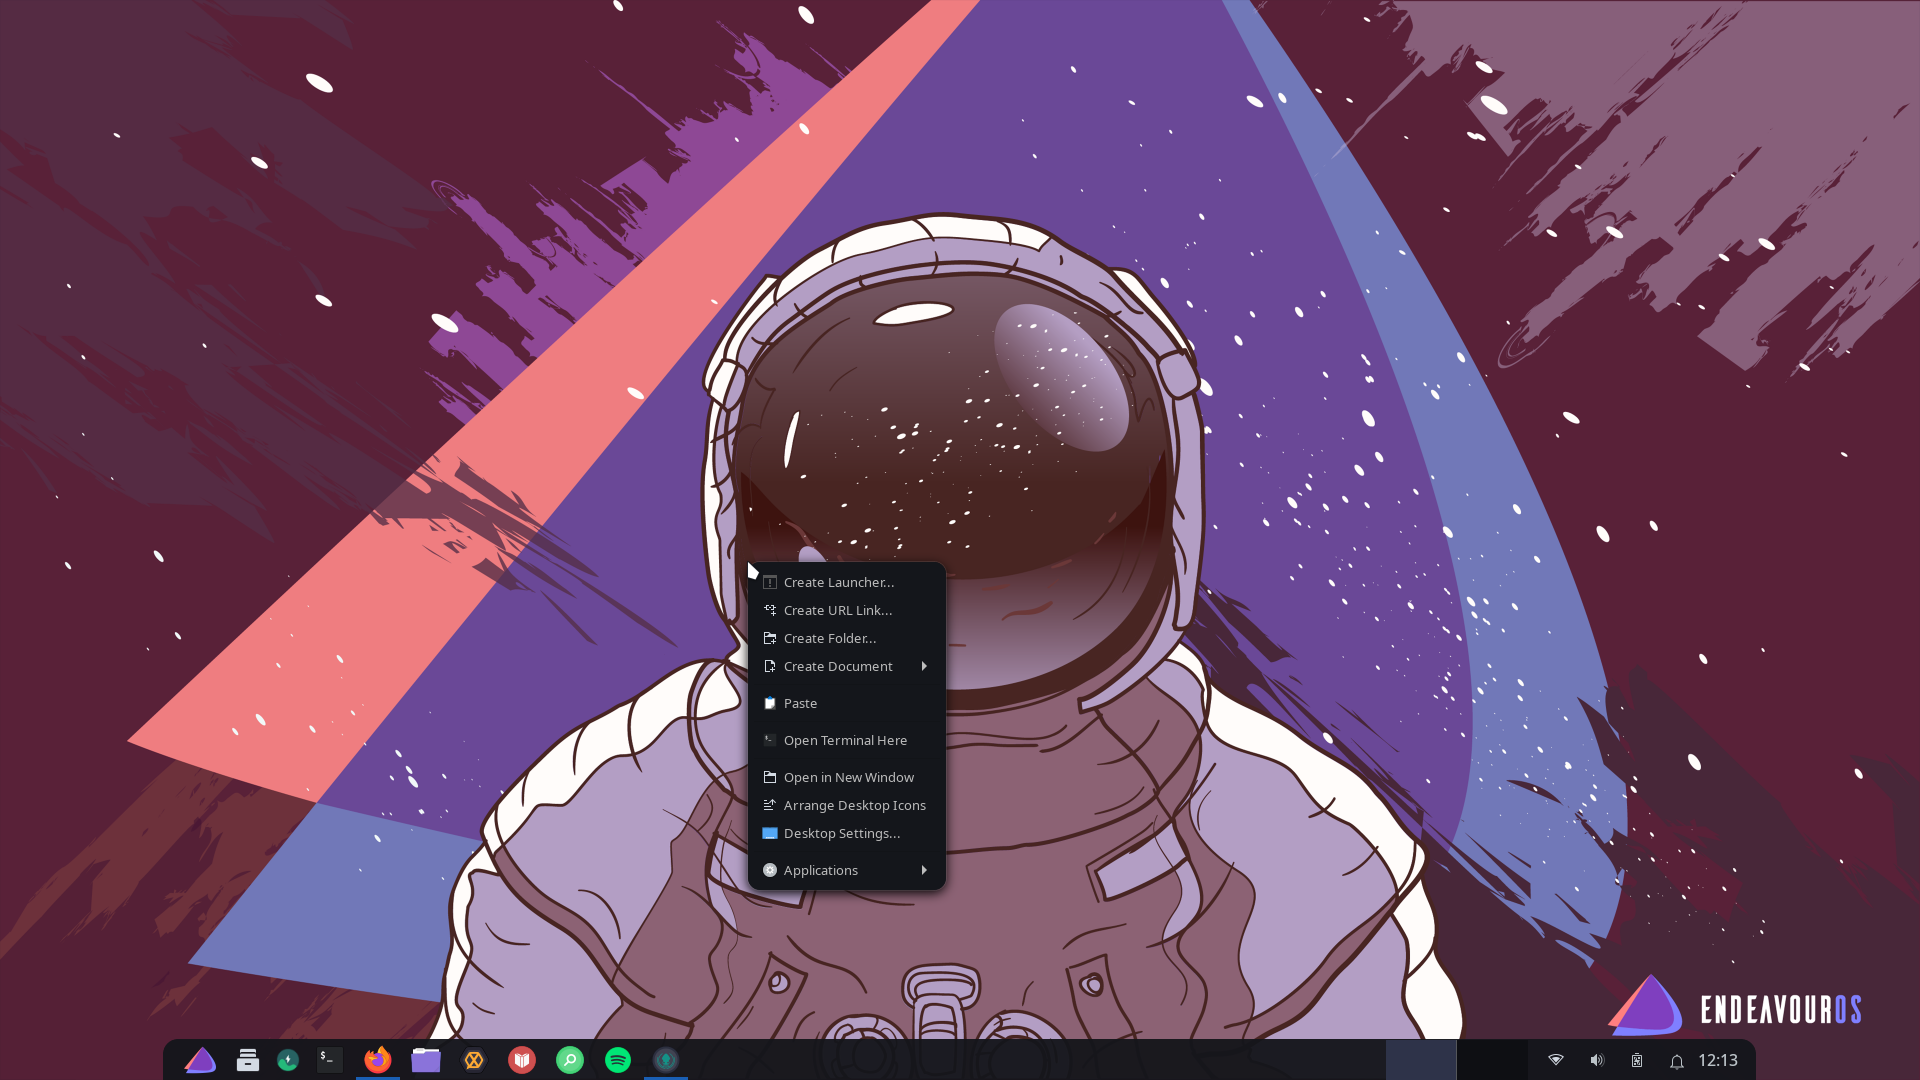 Create Launcher...
Create URL Link...
Create Folder...
Create Document
Paste
Open Terminal Here
Open in New Window
Arrange Desktop Icons
Desktop Settings...
Applications
ENDEAVOUROS
$_
12:13